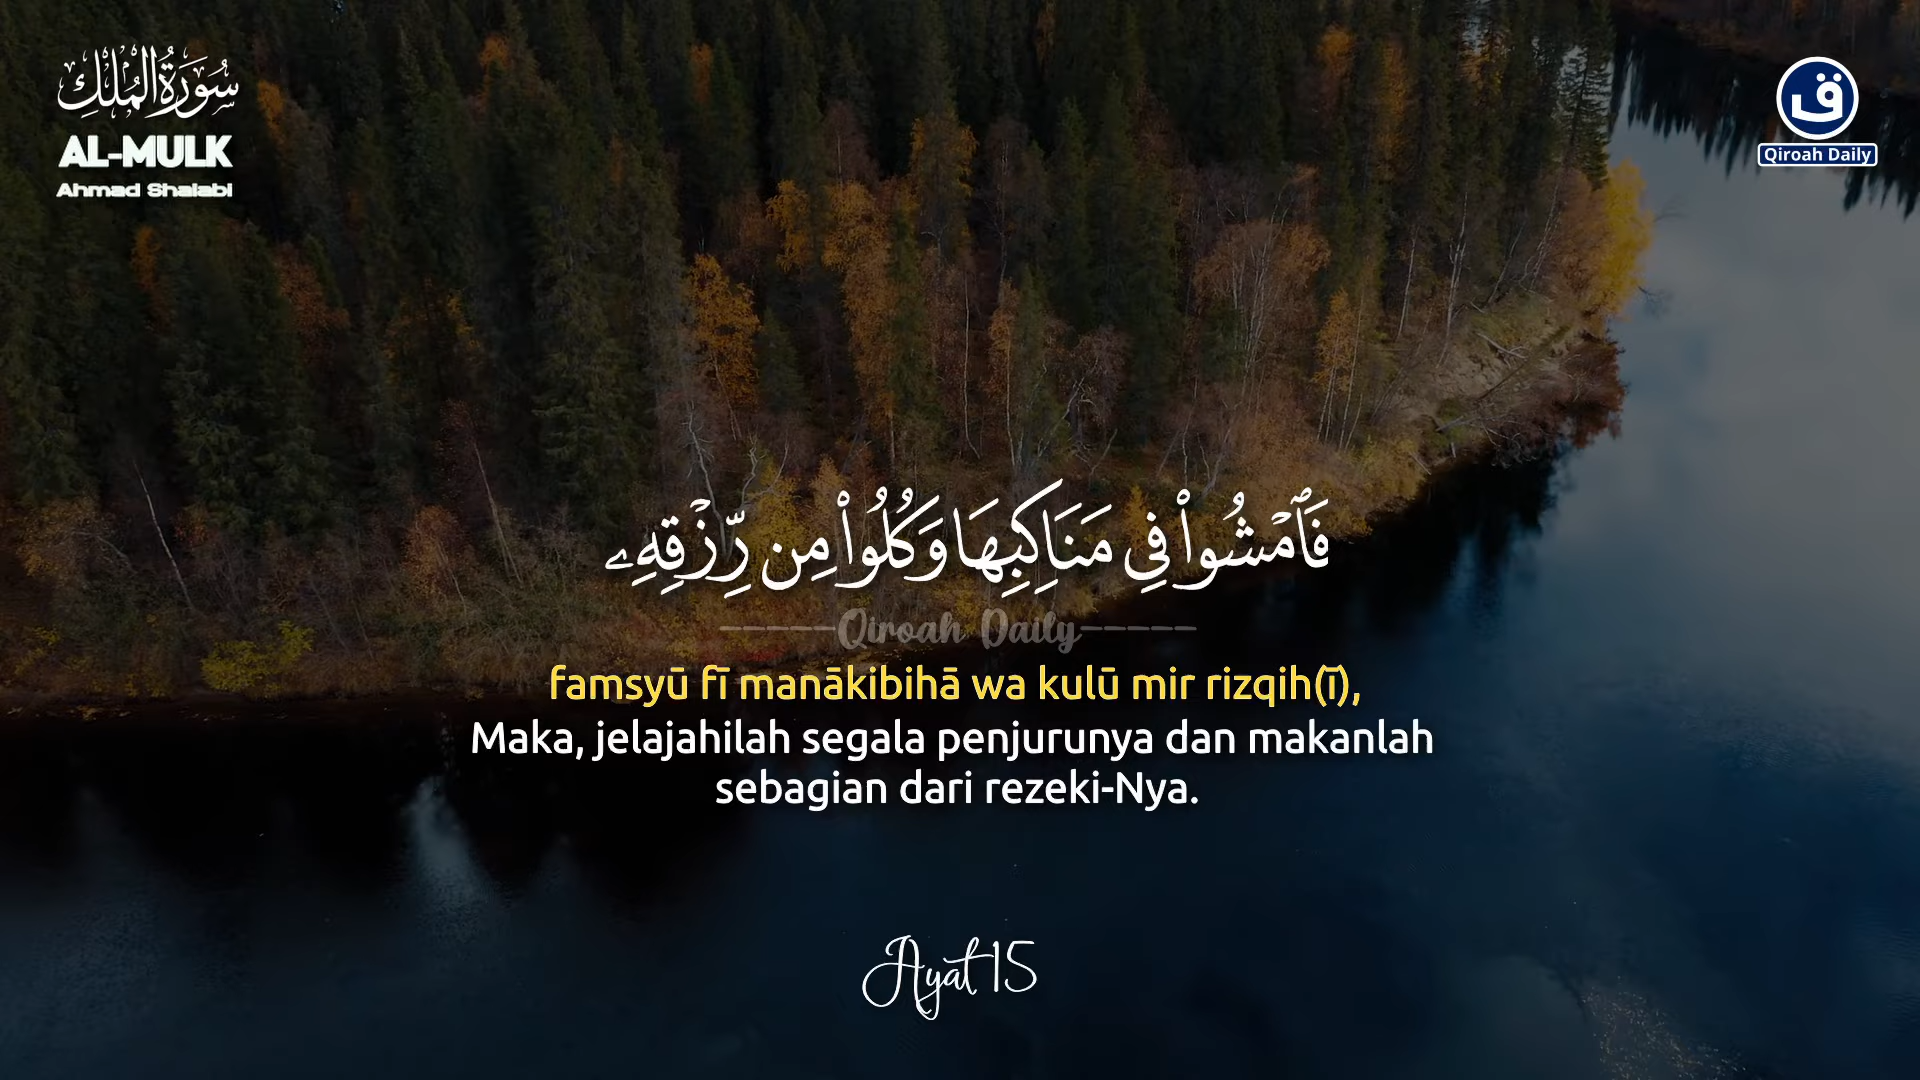 سُورَةُ المُلْكِ
AL-MULK
Ahmad Shalabi
ق
Qiroah Daily
فَٱمْشُوا۟ فِى مَنَاكِبِهَا وَكُلُوا۟ مِن رِّزْقِهِۦ
-----Qiroah Daily-----
famsyū fī manākibihā wa kulū mir rizqih(ī),
Maka, jelajahilah segala penjurunya dan makanlah
sebagian dari rezeki-Nya.
Ayat 15